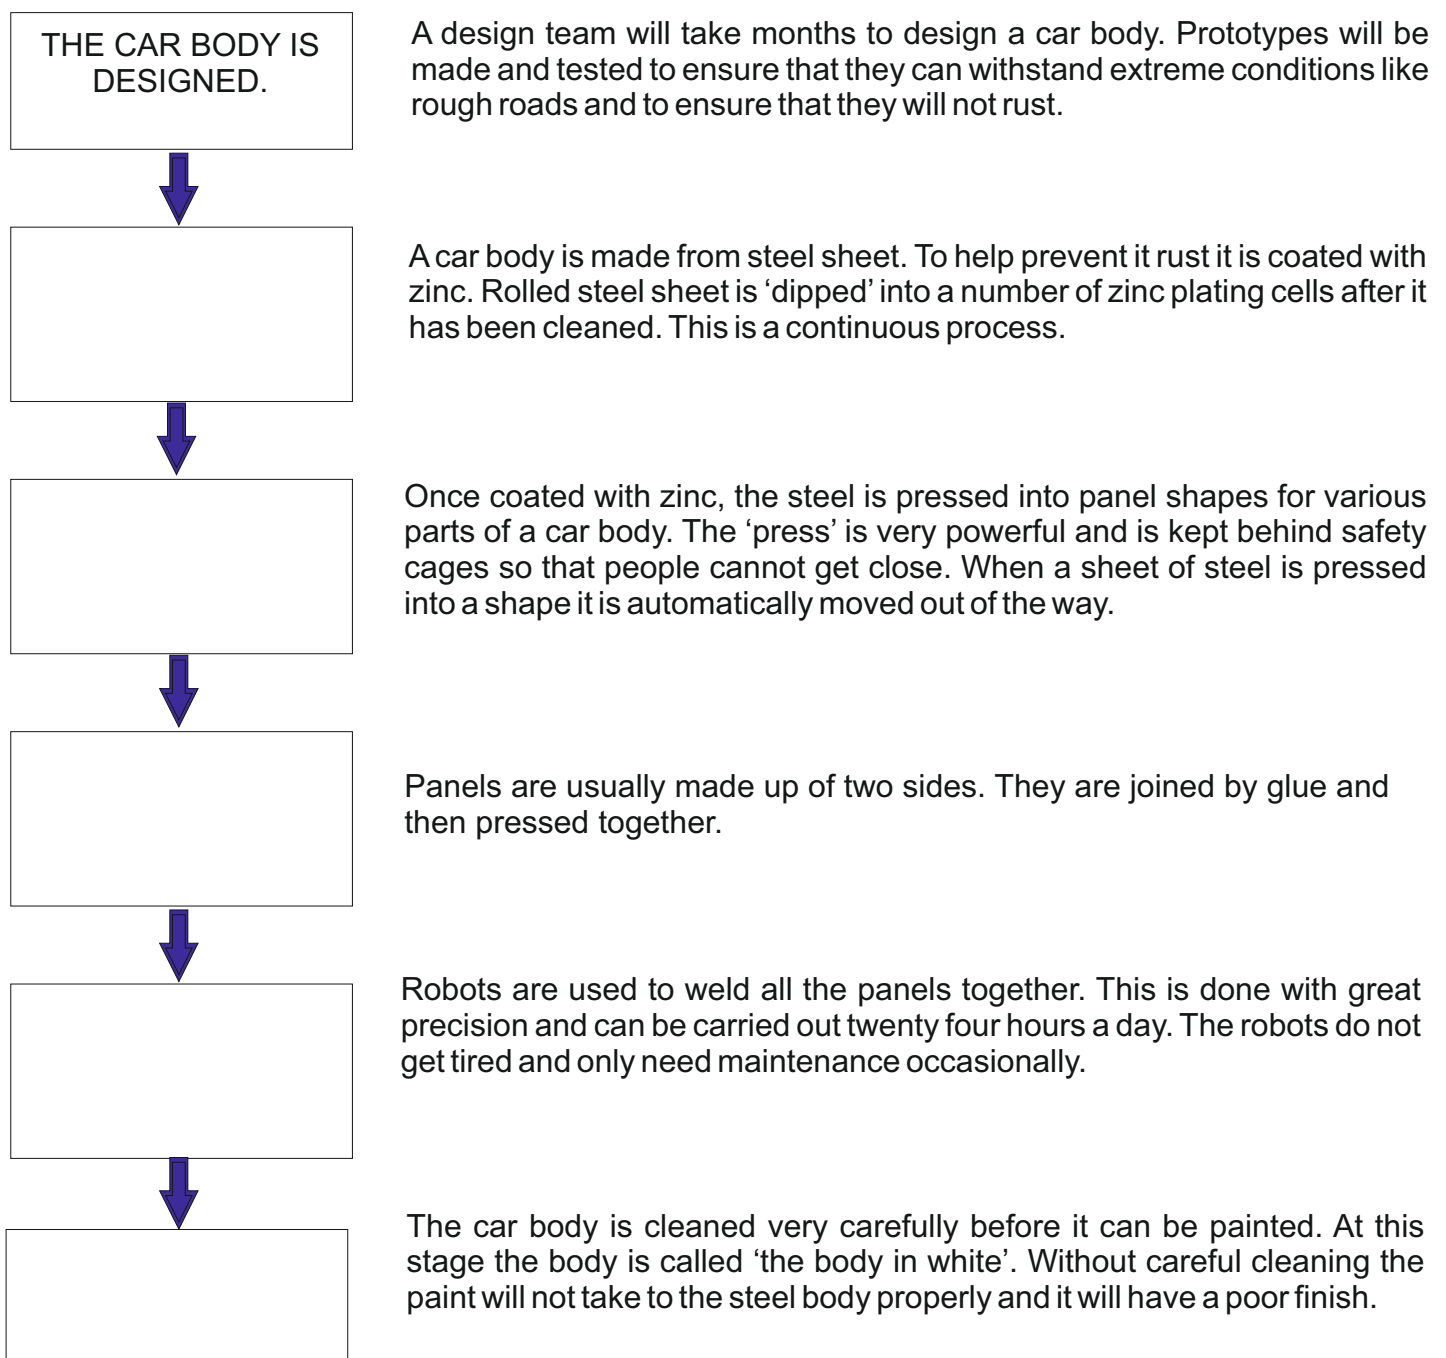 THE CAR BODY IS
DESIGNED.
A design team will take months to design a car body. Prototypes will be
made and tested to ensure that they can withstand extreme conditions like
rough roads and to ensure that they will not rust.
A car body is made from steel sheet. To help prevent it rust it is coated with
zinc. Rolled steel sheet is ‘dipped’ into a number of zinc plating cells after it
has been cleaned. This is a continuous process.
Once coated with zinc, the steel is pressed into panel shapes for various
parts of a car body. The ‘press’ is very powerful and is kept behind safety
cages so that people cannot get close. When a sheet of steel is pressed
into a shape it is automatically moved out of the way.
Panels are usually made up of two sides. They are joined by glue and
then pressed together.
Robots are used to weld all the panels together. This is done with great
precision and can be carried out twenty four hours a day. The robots do not
get tired and only need maintenance occasionally.
The car body is cleaned very carefully before it can be painted. At this
stage the body is called ‘the body in white’. Without careful cleaning the
paint will not take to the steel body properly and it will have a poor finish.